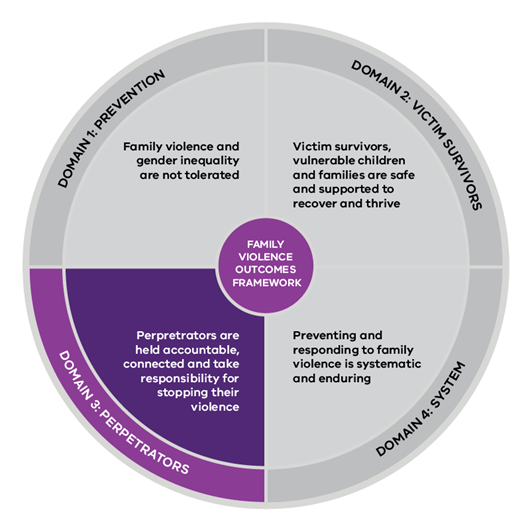 DOMAIN 1: PREVENTION
DOMAIN 2: VICTIM SURVIVORS
Family violence and
gender inequality
are not tolerated
Victim survivors,
vulnerable children
and families are safe
and supported to
recover and thrive
FAMILY
VIOLENCE
OUTCOMES
FRAMEWORK
Perpretrators are
held accountable,
connected and take
responsibility for
stopping their
violence
Preventing and
responding to family
violence is systematic
and enduring
DOMAIN 3: PERPETRATORS
DOMAIN 4: SYSTEM